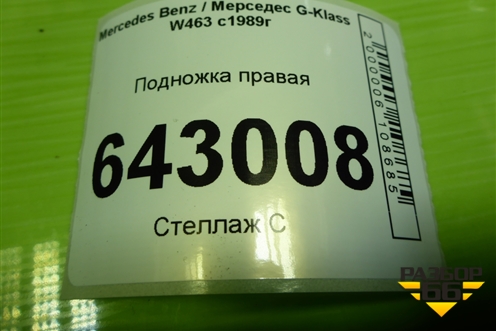 Mercedes Benz / Мерседес G-Klass
W463 с1989г
Подножка правая
643008
Стеллаж С
2000006108685
РАЗБОР
66